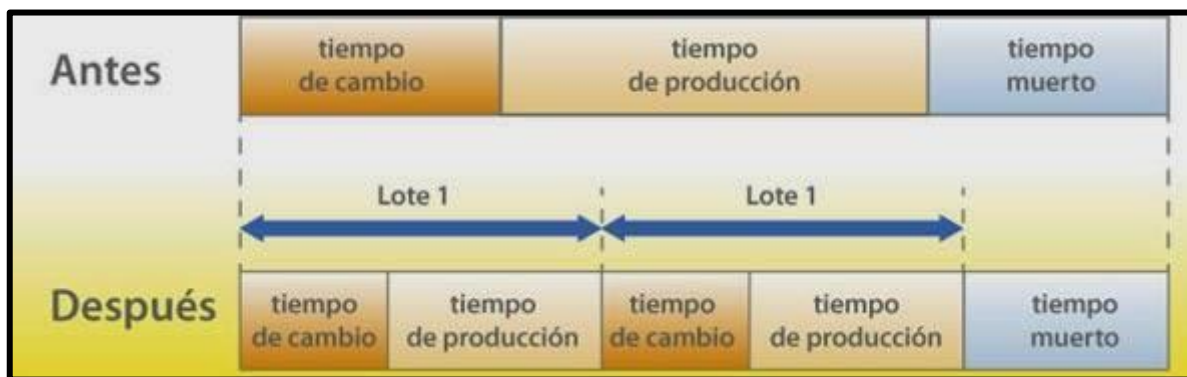 Antes
tiempo
de cambio
tiempo
de producción
tiempo
muerto
Lote 1
Lote 1
Después
tiempo
de cambio
tiempo
de producción
tiempo
de cambio
tiempo
de producción
tiempo
muerto